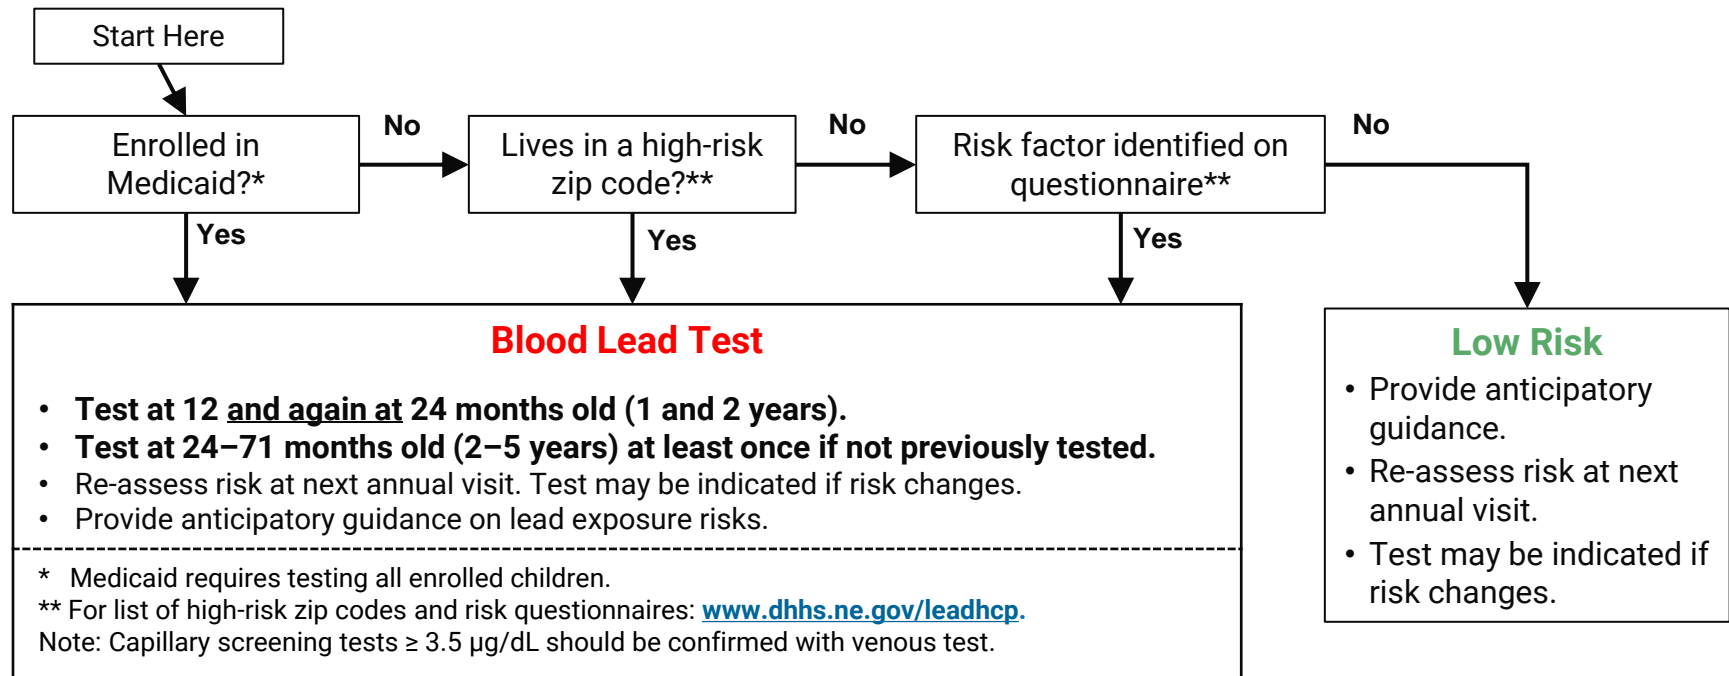 Start Here
Enrolled in
Medicaid?*
No
Lives in a high-risk
zip code?**
No
Risk factor identified on
questionnaire**
No
Yes
Yes
Yes
Blood Lead Test
• Test at 12 and again at 24 months old (1 and 2 years).
• Test at 24–71 months old (2–5 years) at least once if not previously tested.
• Re-assess risk at next annual visit. Test may be indicated if risk changes.
• Provide anticipatory guidance on lead exposure risks.
* Medicaid requires testing all enrolled children.
** For list of high-risk zip codes and risk questionnaires: www.dhhs.ne.gov/leadhcp.
Note: Capillary screening tests ≥ 3.5 µg/dL should be confirmed with venous test.
Low Risk
• Provide anticipatory
guidance.
• Re-assess risk at next
annual visit.
• Test may be indicated if
risk changes.